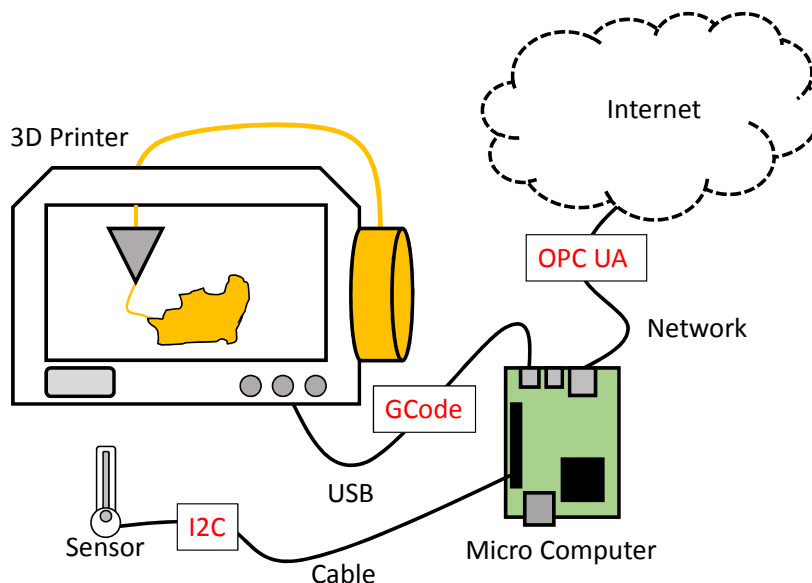 Internet
3D Printer
OPC UA
Network
GCode
USB
I2C
Sensor
Cable
Micro Computer